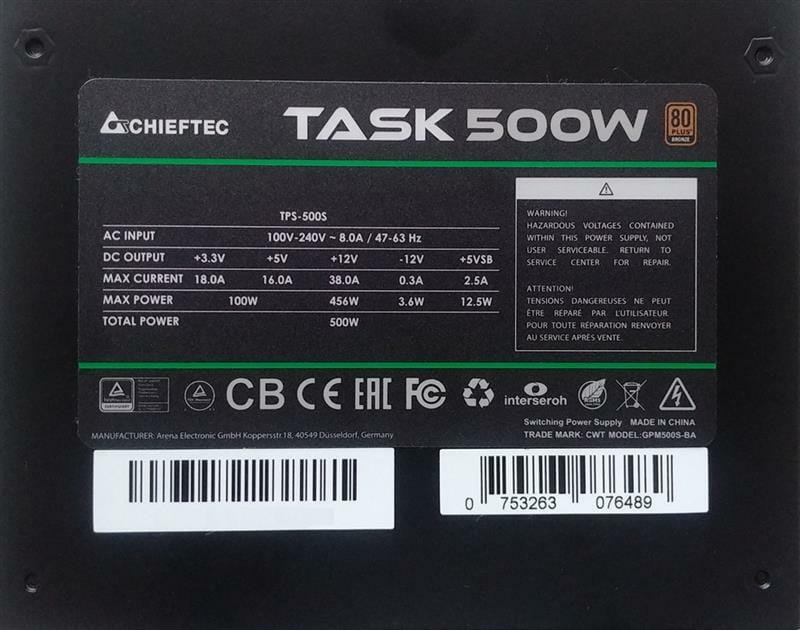 CHIEFTEC TASK 500W 80 PLUS BRONZE
TPS-500S
AC INPUT 100V-240V ~ 8.0A / 47-63 Hz
DC OUTPUT +3.3V +5V +12V -12V +5VSB
MAX CURRENT 18.0A 16.0A 38.0A 0.3A 2.5A
MAX POWER 100W 456W 3.6W 12.5W
TOTAL POWER 500W
WARNING!
HAZARDOUS VOLTAGES CONTAINED
WITHIN THIS POWER SUPPLY, NOT
USER SERVICEABLE. RETURN TO
SERVICE CENTER FOR REPAIR.
ATTENTION!
TENSIONS DANGEREUSES NE PEUT
ÊTRE RÉPARÉ PAR L'UTILISATEUR.
POUR TOUTE RÉPARATION RENVOYER
AU SERVICE APRÈS VENTE.
CB CE EAC FC interseroh
Switching Power Supply MADE IN CHINA
MANUFACTURER: Arena Electronic GmbH Koppersstr.18, 40549 Düsseldorf, Germany
TRADE MARK: CWT MODEL:GPM500S-BA
0 753263 076489